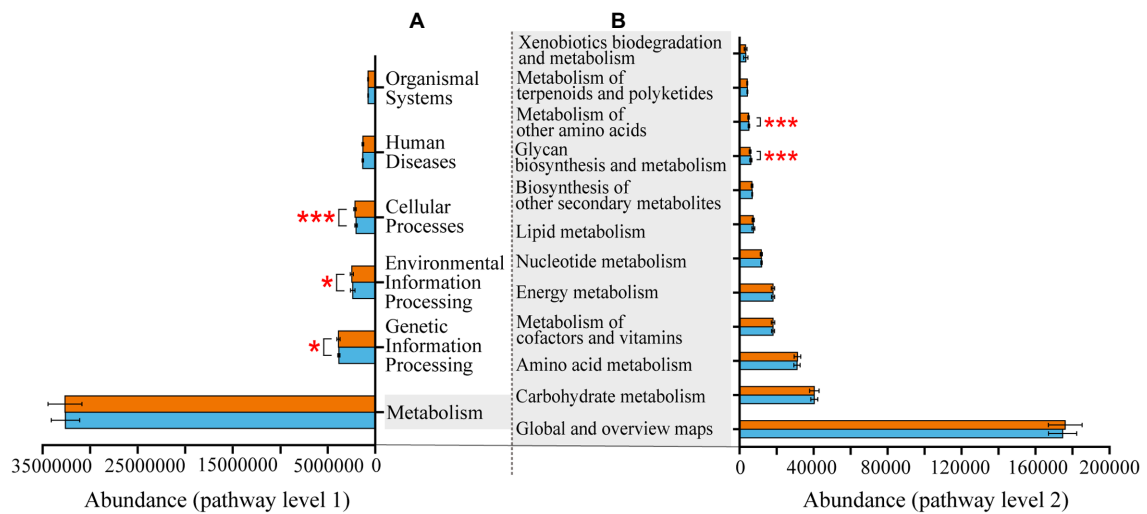 A
B
Organismal
Systems
Human
Diseases
***
Cellular
Processes
*
Environmental
Information
Processing
*
Genetic
Information
Processing
Metabolism
35000000 25000000 15000000 5000000 0
Abundance (pathway level 1)
Xenobiotics biodegradation
and metabolism
Metabolism of
terpenoids and polyketides
Metabolism of
other amino acids
***
Glycan
biosynthesis and metabolism
***
Biosynthesis of
other secondary metabolites
Lipid metabolism
Nucleotide metabolism
Energy metabolism
Metabolism of
cofactors and vitamins
Amino acid metabolism
Carbohydrate metabolism
Global and overview maps
0 40000 80000 120000 160000 200000
Abundance (pathway level 2)